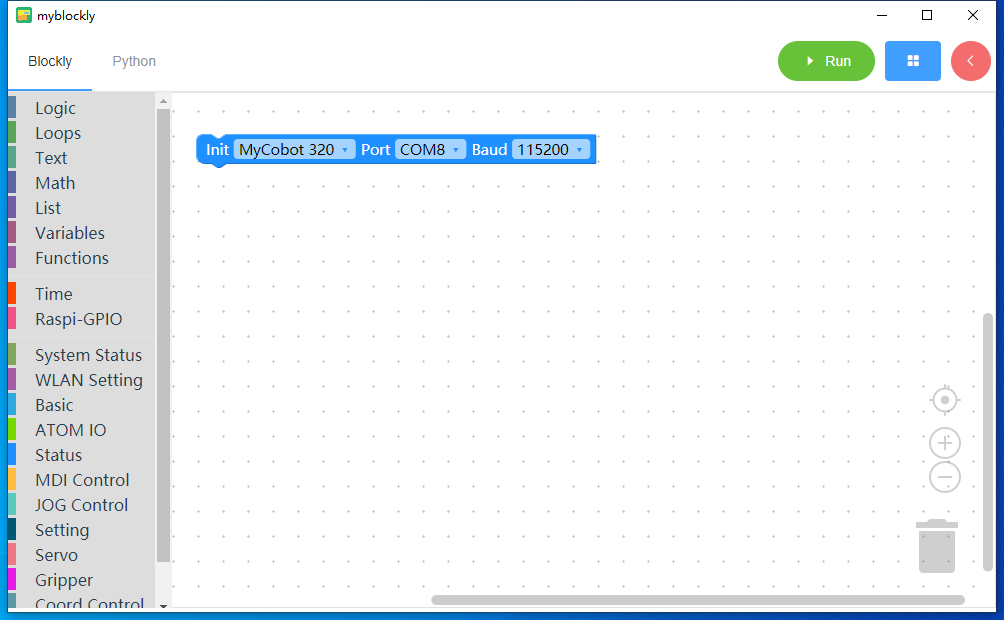 myblockly
Blockly Python Run
Init MyCobot 320 Port COM8 Baud 115200
Logic
Loops
Text
Math
List
Variables
Functions
Time
Raspi-GPIO
System Status
WLAN Setting
Basic
ATOM IO
Status
MDI Control
JOG Control
Setting
Servo
Gripper
Coord Control